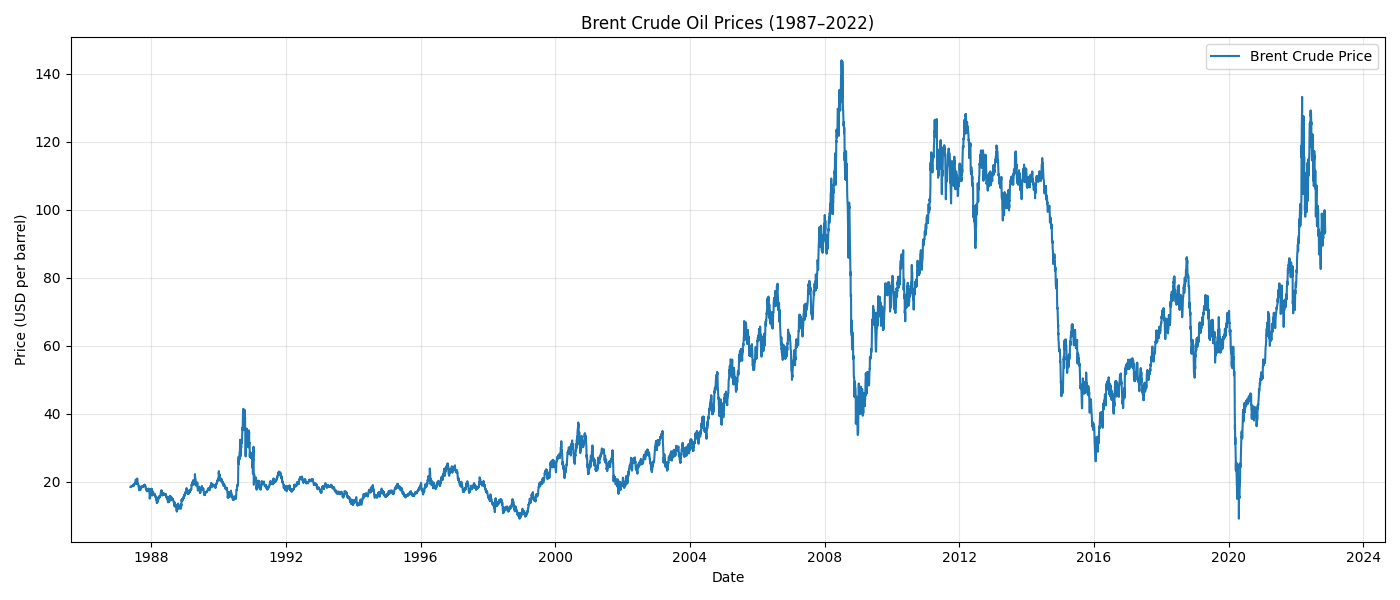 Brent Crude Oil Prices (1987–2022)
Brent Crude Price
Price (USD per barrel)
140
120
100
80
60
40
20
1988 1992 1996 2000 2004 2008 2012 2016 2020 2024
Date